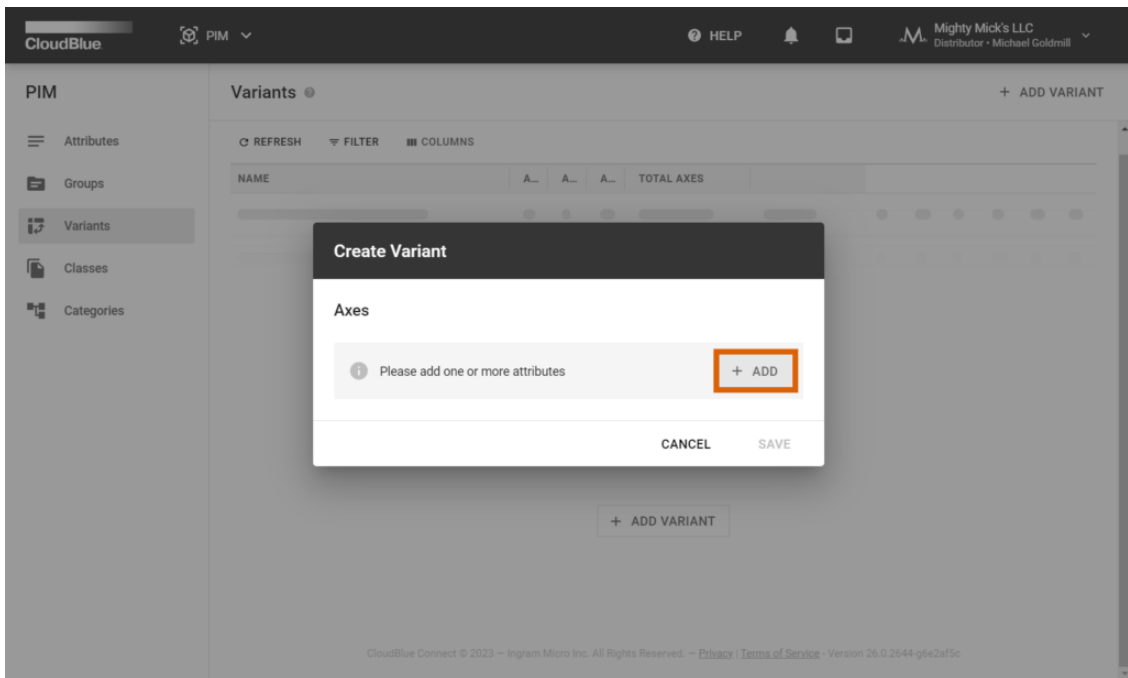 CloudBlue
PIM
HELP
Mighty Mick's LLC
Distributor • Michael Goldmill
PIM
Variants
+ ADD VARIANT
Attributes
REFRESH FILTER COLUMNS
NAME A... A... A... TOTAL AXES
Groups
Variants
Classes
Categories
Create Variant
Axes
Please add one or more attributes
+ ADD
CANCEL SAVE
+ ADD VARIANT
CloudBlue Connect © 2023 — Ingram Micro Inc. All Rights Reserved. — Privacy | Terms of Service - Version 26.0.2644-g6e2af5c